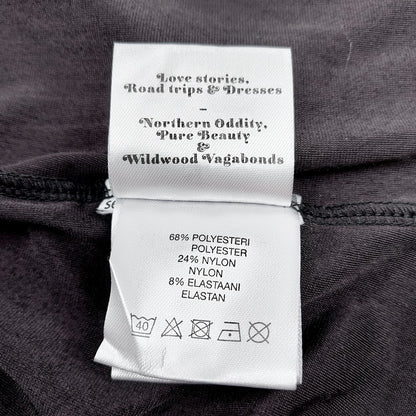 Love stories,
Road trips & Dresses
–
Northern Oddity,
Pure Beauty
&
Wildwood Vagabonds
68% POLYESTERI
POLYESTER
24% NYLON
NYLON
8% ELASTAANI
ELASTAN
40